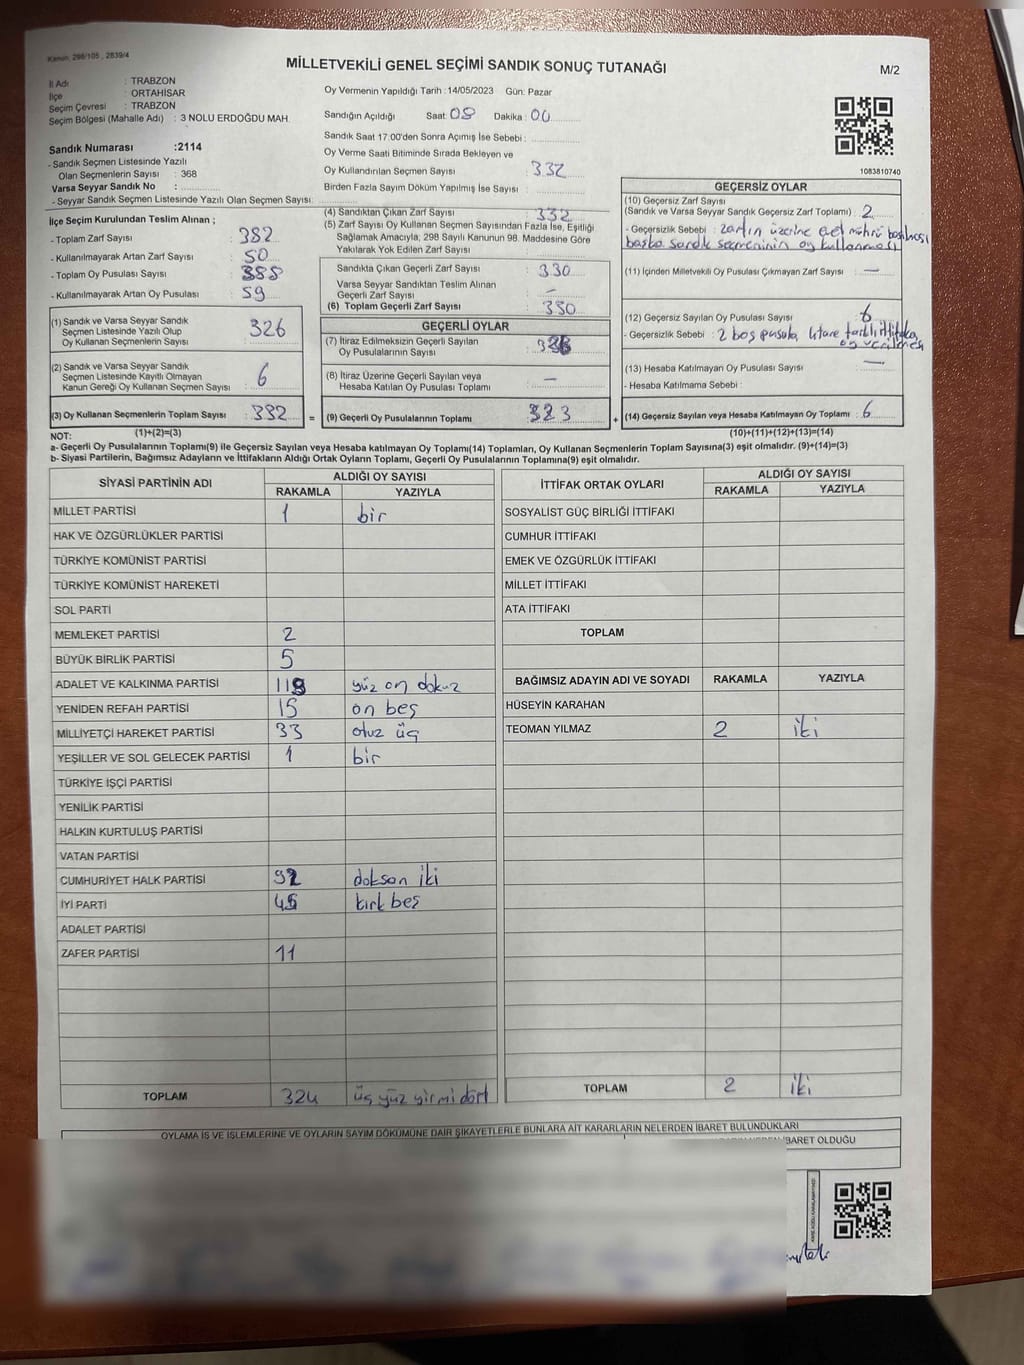 Kanun: 298/105 , 2839/4
MİLLETVEKİLİ GENEL SEÇİMİ SANDIK SONUÇ TUTANAĞI
M/2
İl Adı : TRABZON
İlçe : ORTAHİSAR
Seçim Çevresi : TRABZON
Seçim Bölgesi (Mahalle Adı) : 3 NOLU ERDOĞDU MAH.
Sandık Numarası :2114
- Sandık Seçmen Listesinde Yazılı
Olan Seçmenlerin Sayısı : 368
Varsa Seyyar Sandık No :
- Seyyar Sandık Seçmen Listesinde Yazılı Olan Seçmen Sayısı:
Oy Vermenin Yapıldığı Tarih : 14/05/2023 Gün: Pazar
Sandığın Açıldığı Saat: 08 Dakika : 00
Sandık Saat 17:00'den Sonra Açımış İse Sebebi :
Oy Verme Saati Bitiminde Sırada Bekleyen ve
Oy Kullandırılan Seçmen Sayısı : 332
Birden Fazla Sayım Döküm Yapılmış İse Sayısı :
1083810740
İlçe Seçim Kurulundan Teslim Alınan ;
- Toplam Zarf Sayısı : 382
- Kullanılmayarak Artan Zarf Sayısı : 50
- Toplam Oy Pusulası Sayısı : 388
- Kullanılmayarak Artan Oy Pusulası : 59
(4) Sandıktan Çıkan Zarf Sayısı : 332
(5) Zarf Sayısı Oy Kullanan Seçmen Sayısından Fazla İse, Eşitliği
Sağlamak Amacıyla, 298 Sayılı Kanunun 98. Maddesine Göre
Yakılarak Yok Edilen Zarf Sayısı :
Sandıkta Çıkan Geçerli Zarf Sayısı : 330
Varsa Seyyar Sandıktan Teslim Alınan
Geçerli Zarf Sayısı : –
(6) Toplam Geçerli Zarf Sayısı : 330
GEÇERSİZ OYLAR
(10) Geçersiz Zarf Sayısı
(Sandık ve Varsa Seyyar Sandık Geçersiz Zarf Toplamı) : 2
- Geçersizlik Sebebi : zarfın üzerine evet mührü basılması
başka sandık seçmeninin oy kullanması
(11) İçinden Milletvekili Oy Pusulası Çıkmayan Zarf Sayısı : —
(12) Geçersiz Sayılan Oy Pusulası Sayısı : 6
- Geçersizlik Sebebi : 2 boş pusula, ittifaka
oy verilmesi
(13) Hesaba Katılmayan Oy Pusulası Sayısı : —
- Hesaba Katılmama Sebebi :
(1) Sandık ve Varsa Seyyar Sandık
Seçmen Listesinde Yazılı Olup
Oy Kullanan Seçmenlerin Sayısı : 326
(2) Sandık ve Varsa Seyyar Sandık
Seçmen Listesinde Kayıtlı Olmayan
Kanun Gereği Oy Kullanan Seçmen Sayısı : 6
(3) Oy Kullanan Seçmenlerin Toplam Sayısı : 332
GEÇERLİ OYLAR
(7) İtiraz Edilmeksizin Geçerli Sayılan
Oy Pusulalarının Sayısı :
(8) İtiraz Üzerine Geçerli Sayılan veya
Hesaba Katılan Oy Pusulası Toplamı : –
= (9) Geçerli Oy Pusulalarının Toplamı : 323
+ (14) Geçersiz Sayılan veya Hesaba Katılmayan Oy Toplamı : 6
NOT: (1)+(2)=(3)
(10)+(11)+(12)+(13)=(14)
a- Geçerli Oy Pusulalarının Toplamı(9) ile Geçersiz Sayılan veya Hesaba katılmayan Oy Toplamı(14) Toplamları, Oy Kullanan Seçmenlerin Toplam Sayısına(3) eşit olmalıdır. (9)+(14)=(3)
b- Siyasi Partilerin, Bağımsız Adayların ve İttifakların Aldığı Ortak Oyların Toplamı, Geçerli Oy Pusulalarının Toplamına(9) eşit olmalıdır.
SİYASİ PARTİNİN ADI ALDIĞI OY SAYISI
RAKAMLA YAZIYLA
MİLLET PARTİSİ 1 bir
HAK VE ÖZGÜRLÜKLER PARTİSİ
TÜRKİYE KOMÜNİST PARTİSİ
TÜRKİYE KOMÜNİST HAREKETİ
SOL PARTİ
MEMLEKET PARTİSİ 2
BÜYÜK BİRLİK PARTİSİ 5
ADALET VE KALKINMA PARTİSİ 119 yüz on dokuz
YENİDEN REFAH PARTİSİ 15 on beş
MİLLİYETÇİ HAREKET PARTİSİ 33 otuz üç
YEŞİLLER VE SOL GELECEK PARTİSİ 1 bir
TÜRKİYE İŞÇİ PARTİSİ
YENİLİK PARTİSİ
HALKIN KURTULUŞ PARTİSİ
VATAN PARTİSİ
CUMHURİYET HALK PARTİSİ 92 doksan iki
İYİ PARTİ 45 kırk beş
ADALET PARTİSİ
ZAFER PARTİSİ 11
TOPLAM 324 üç yüz yirmi dört
İTTİFAK ORTAK OYLARI ALDIĞI OY SAYISI
RAKAMLA YAZIYLA
SOSYALİST GÜÇ BİRLİĞİ İTTİFAKI
CUMHUR İTTİFAKI
EMEK VE ÖZGÜRLÜK İTTİFAKI
MİLLET İTTİFAKI
ATA İTTİFAKI
TOPLAM
BAĞIMSIZ ADAYIN ADI VE SOYADI RAKAMLA YAZIYLA
HÜSEYİN KARAHAN
TEOMAN YILMAZ 2 iki
TOPLAM 2 iki
OYLAMA İŞ VE İŞLEMLERİNE VE OYLARIN SAYIM DÖKÜMÜNE DAİR ŞİKAYETLERLE BUNLARA AİT KARARLARIN NELERDEN İBARET BULUNDUKLARI
İBARET OLDUĞU